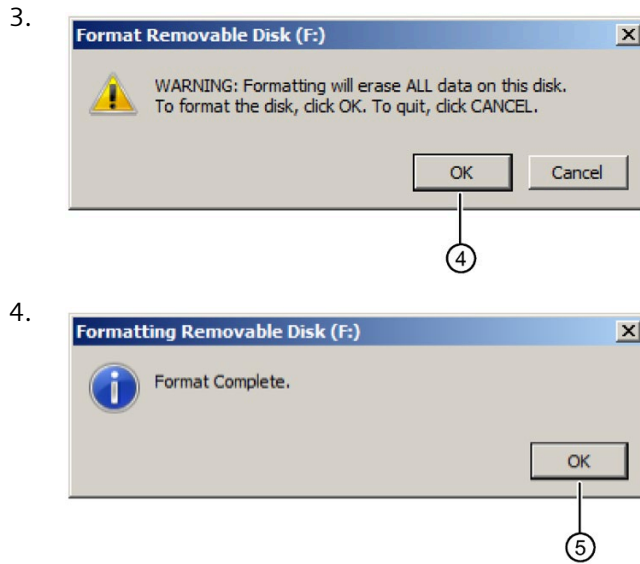 3.
Format Removable Disk (F:)
WARNING: Formatting will erase ALL data on this disk.
To format the disk, click OK. To quit, click CANCEL.
OK Cancel
4
4.
Formatting Removable Disk (F:)
Format Complete.
OK
5